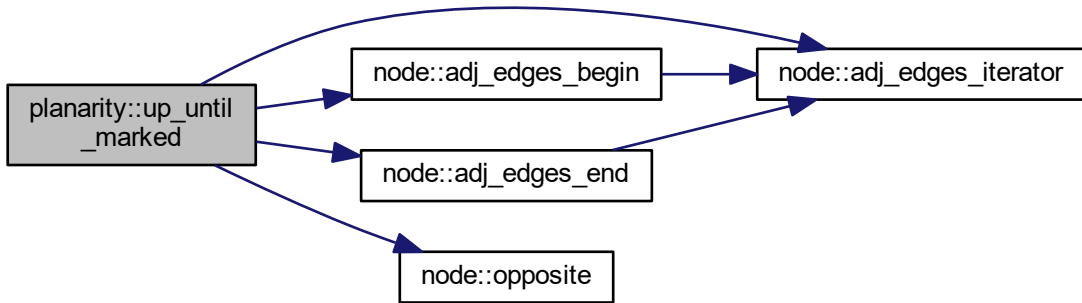 planarity::up_until
_marked
node::adj_edges_begin
node::adj_edges_iterator
node::adj_edges_end
node::opposite